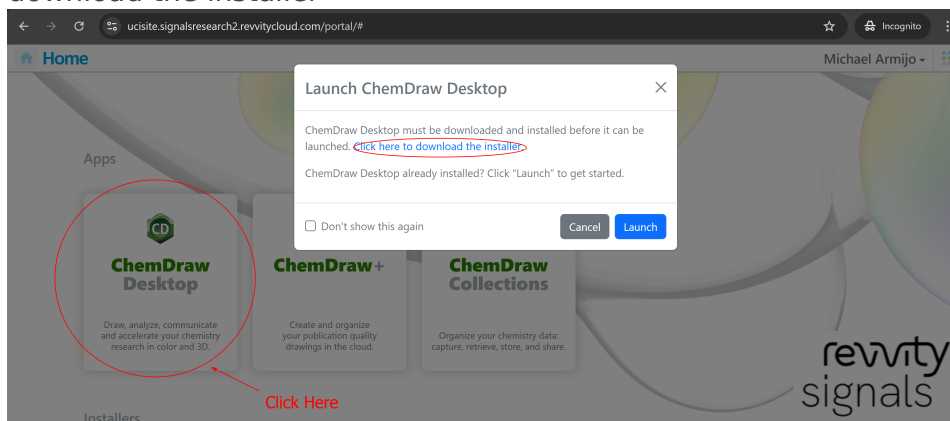 download the installer
ucisite.signalsresearch2.revvitycloud.com/portal/#
Incognito
Home
Michael Armijo
Launch ChemDraw Desktop
ChemDraw Desktop must be downloaded and installed before it can be
launched. Click here to download the installer.
ChemDraw Desktop already installed? Click "Launch" to get started.
Don't show this again
Cancel
Launch
Apps
CD
ChemDraw
Desktop
Draw, analyze, communicate
and accelerate your chemistry
research in color and 3D.
ChemDraw+
Create and organize
your publication quality
drawings in the cloud.
ChemDraw
Collections
Organize your chemistry data:
capture, retrieve, store, and share.
Click Here
revvity
signals
Installers